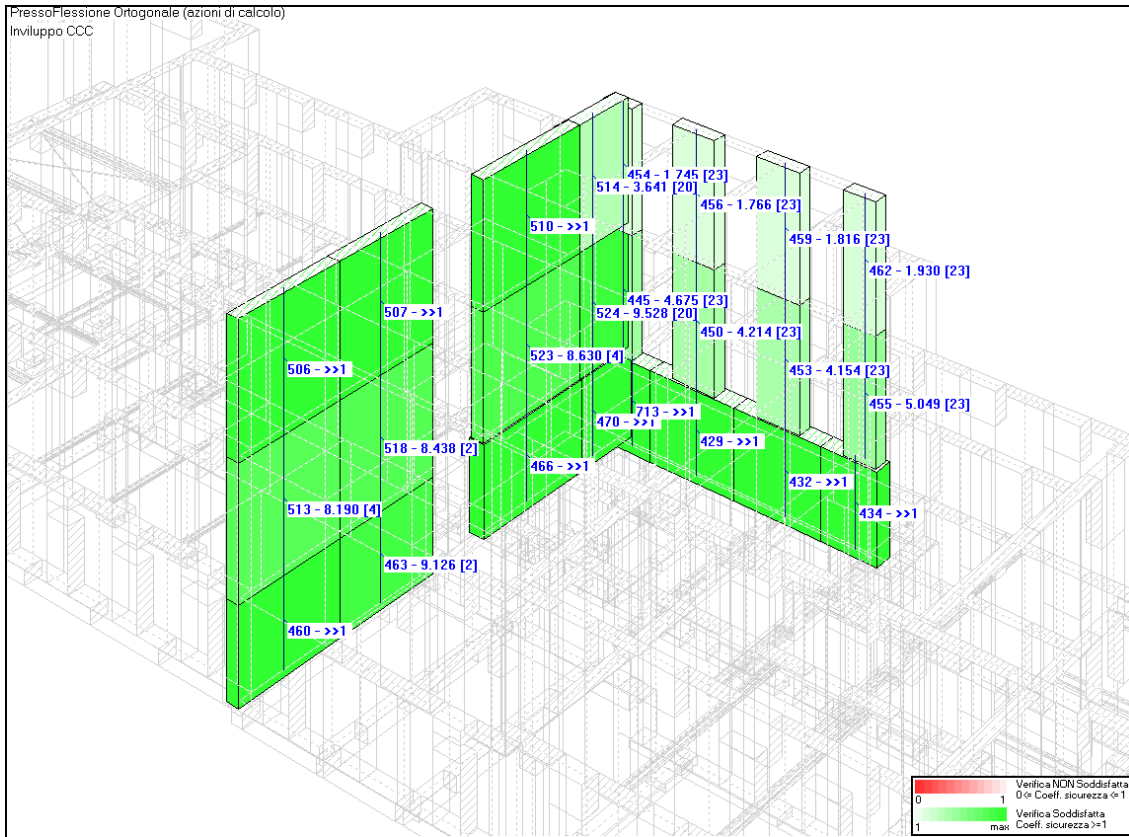 PressoFlessione Ortogonale (azioni di calcolo)
Inviluppo CCC
454 - 1.745 [23]
514 - 3.641 [20]
456 - 1.766 [23]
510 - >>1
459 - 1.816 [23]
462 - 1.930 [23]
507 - >>1
445 - 4.675 [23]
524 - 9.528 [20]
450 - 4.214 [23]
506 - >>1
523 - 8.630 [4]
453 - 4.154 [23]
455 - 5.049 [23]
713 - >>1
470 - >>1
429 - >>1
518 - 8.438 [2]
466 - >>1
432 - >>1
513 - 8.190 [4]
434 - >>1
463 - 9.126 [2]
460 - >>1
Verifica NON Soddisfatta
0 <= Coeff. sicurezza <= 1
0 1
Verifica Soddisfatta
Coeff. sicurezza >=1
1 max